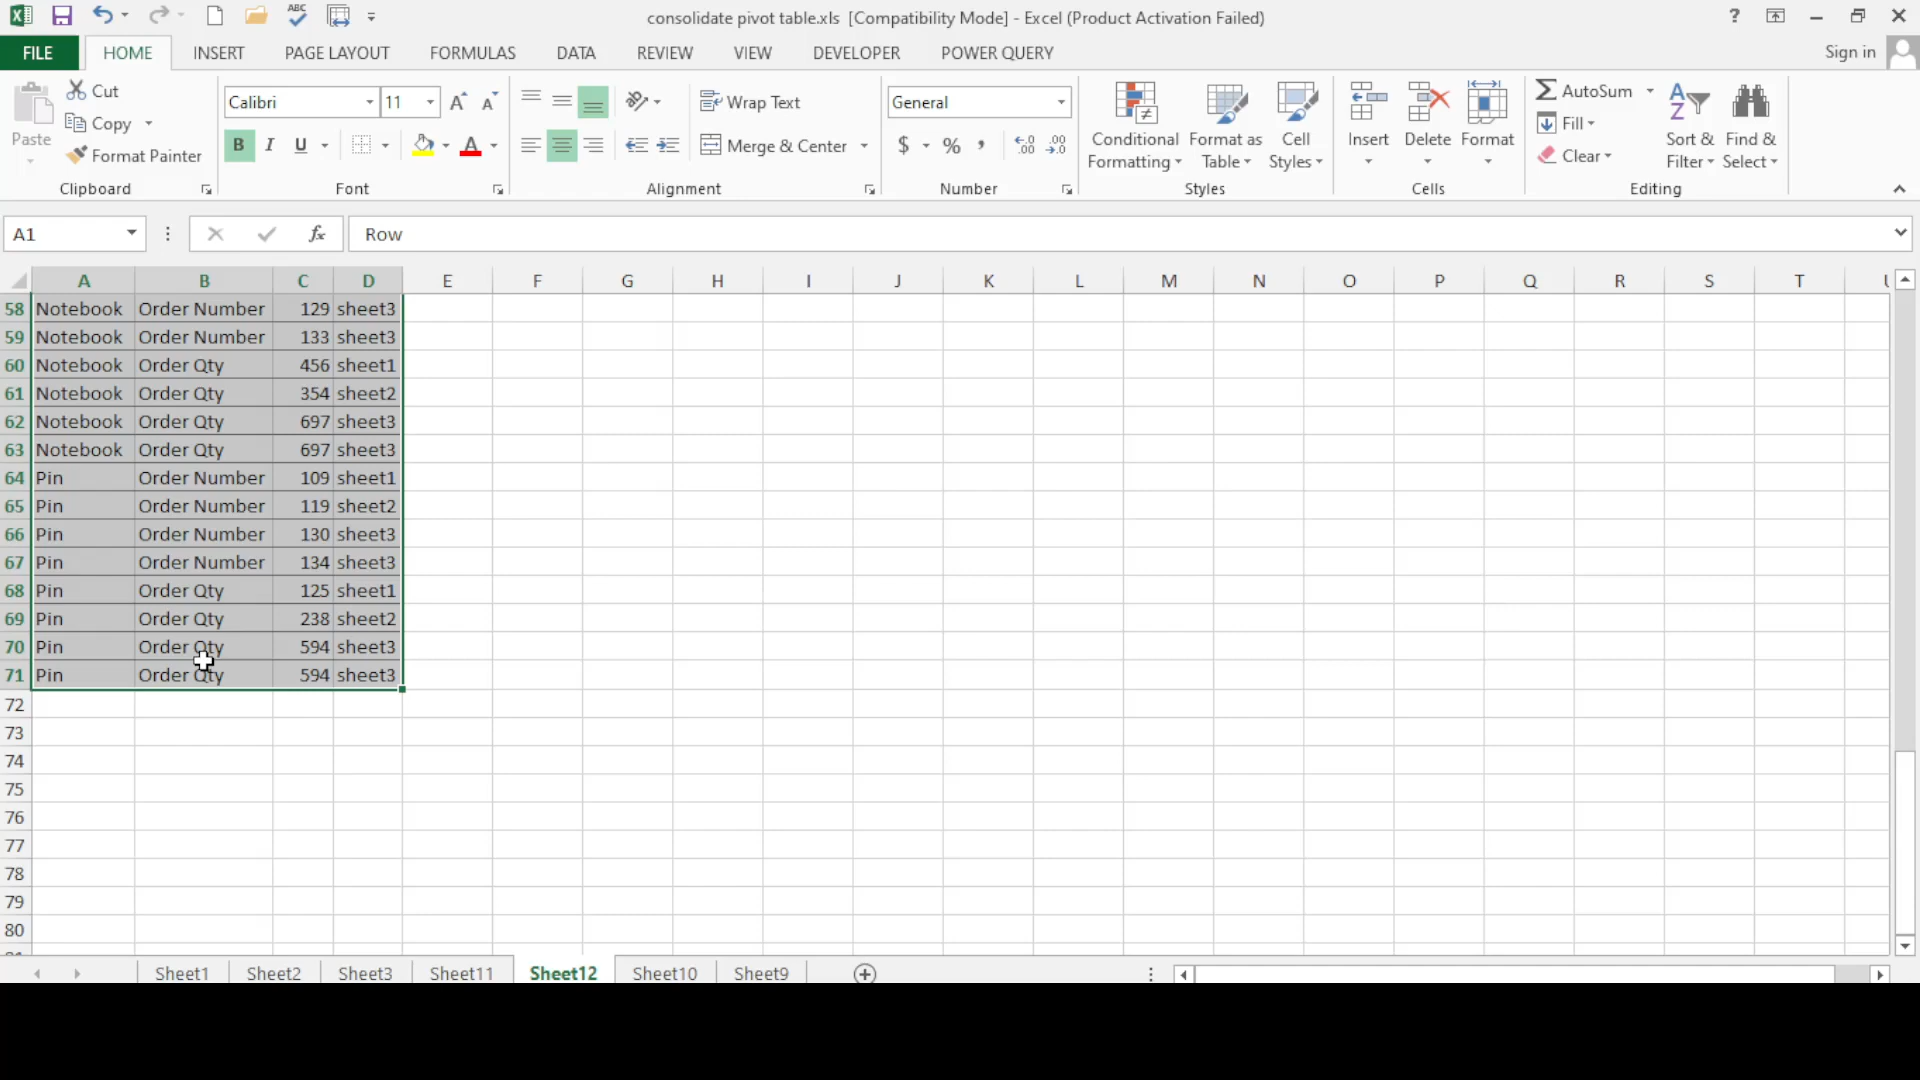 consolidate pivot table.xls [Compatibility Mode] - Excel (Product Activation Failed)
FILE HOME INSERT PAGE LAYOUT FORMULAS DATA REVIEW VIEW DEVELOPER POWER QUERY Sign in
Paste
Cut
Copy
Format Painter
Clipboard
Calibri 11
B I U
Font
Wrap Text
Merge & Center
Alignment
General
$ % ,
Number
Conditional Formatting
Format as Table
Cell Styles
Styles
Insert
Delete
Format
Cells
AutoSum
Fill
Clear
Sort & Filter
Find & Select
Editing
A1 fx Row
A B C D E F G H I J K L M N O P Q R S T
58 Notebook Order Number 129 sheet3
59 Notebook Order Number 133 sheet3
60 Notebook Order Qty 456 sheet1
61 Notebook Order Qty 354 sheet2
62 Notebook Order Qty 697 sheet3
63 Notebook Order Qty 697 sheet3
64 Pin Order Number 109 sheet1
65 Pin Order Number 119 sheet2
66 Pin Order Number 130 sheet3
67 Pin Order Number 134 sheet3
68 Pin Order Qty 125 sheet1
69 Pin Order Qty 238 sheet2
70 Pin Order Qty 594 sheet3
71 Pin Order Qty 594 sheet3
72
73
74
75
76
77
78
79
80
Sheet1 Sheet2 Sheet3 Sheet11 Sheet12 Sheet10 Sheet9